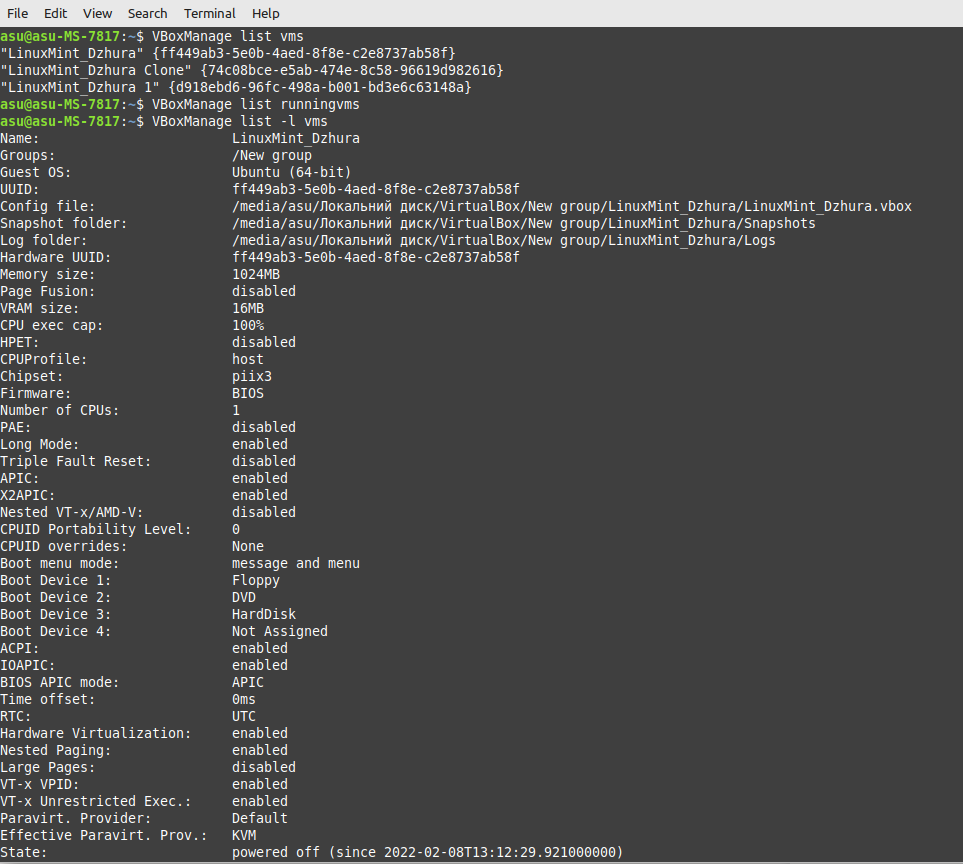 File Edit View Search Terminal Help
asu@asu-MS-7817:~$ VBoxManage list vms
"LinuxMint_Dzhura" {ff449ab3-5e0b-4aed-8f8e-c2e8737ab58f}
"LinuxMint_Dzhura Clone" {74c08bce-e5ab-474e-8c58-96619d982616}
"LinuxMint_Dzhura 1" {d918ebd6-96fc-498a-b001-bd3e6c63148a}
asu@asu-MS-7817:~$ VBoxManage list runningvms
asu@asu-MS-7817:~$ VBoxManage list -l vms
Name: LinuxMint_Dzhura
Groups: /New group
Guest OS: Ubuntu (64-bit)
UUID: ff449ab3-5e0b-4aed-8f8e-c2e8737ab58f
Config file: /media/asu/Локальний диск/VirtualBox/New group/LinuxMint_Dzhura/LinuxMint_Dzhura.vbox
Snapshot folder: /media/asu/Локальний диск/VirtualBox/New group/LinuxMint_Dzhura/Snapshots
Log folder: /media/asu/Локальний диск/VirtualBox/New group/LinuxMint_Dzhura/Logs
Hardware UUID: ff449ab3-5e0b-4aed-8f8e-c2e8737ab58f
Memory size: 1024MB
Page Fusion: disabled
VRAM size: 16MB
CPU exec cap: 100%
HPET: disabled
CPUProfile: host
Chipset: piix3
Firmware: BIOS
Number of CPUs: 1
PAE: disabled
Long Mode: enabled
Triple Fault Reset: disabled
APIC: enabled
X2APIC: enabled
Nested VT-x/AMD-V: disabled
CPUID Portability Level: 0
CPUID overrides: None
Boot menu mode: message and menu
Boot Device 1: Floppy
Boot Device 2: DVD
Boot Device 3: HardDisk
Boot Device 4: Not Assigned
ACPI: enabled
IOAPIC: enabled
BIOS APIC mode: APIC
Time offset: 0ms
RTC: UTC
Hardware Virtualization: enabled
Nested Paging: enabled
Large Pages: disabled
VT-x VPID: enabled
VT-x Unrestricted Exec.: enabled
Paravirt. Provider: Default
Effective Paravirt. Prov.: KVM
State: powered off (since 2022-02-08T13:12:29.921000000)